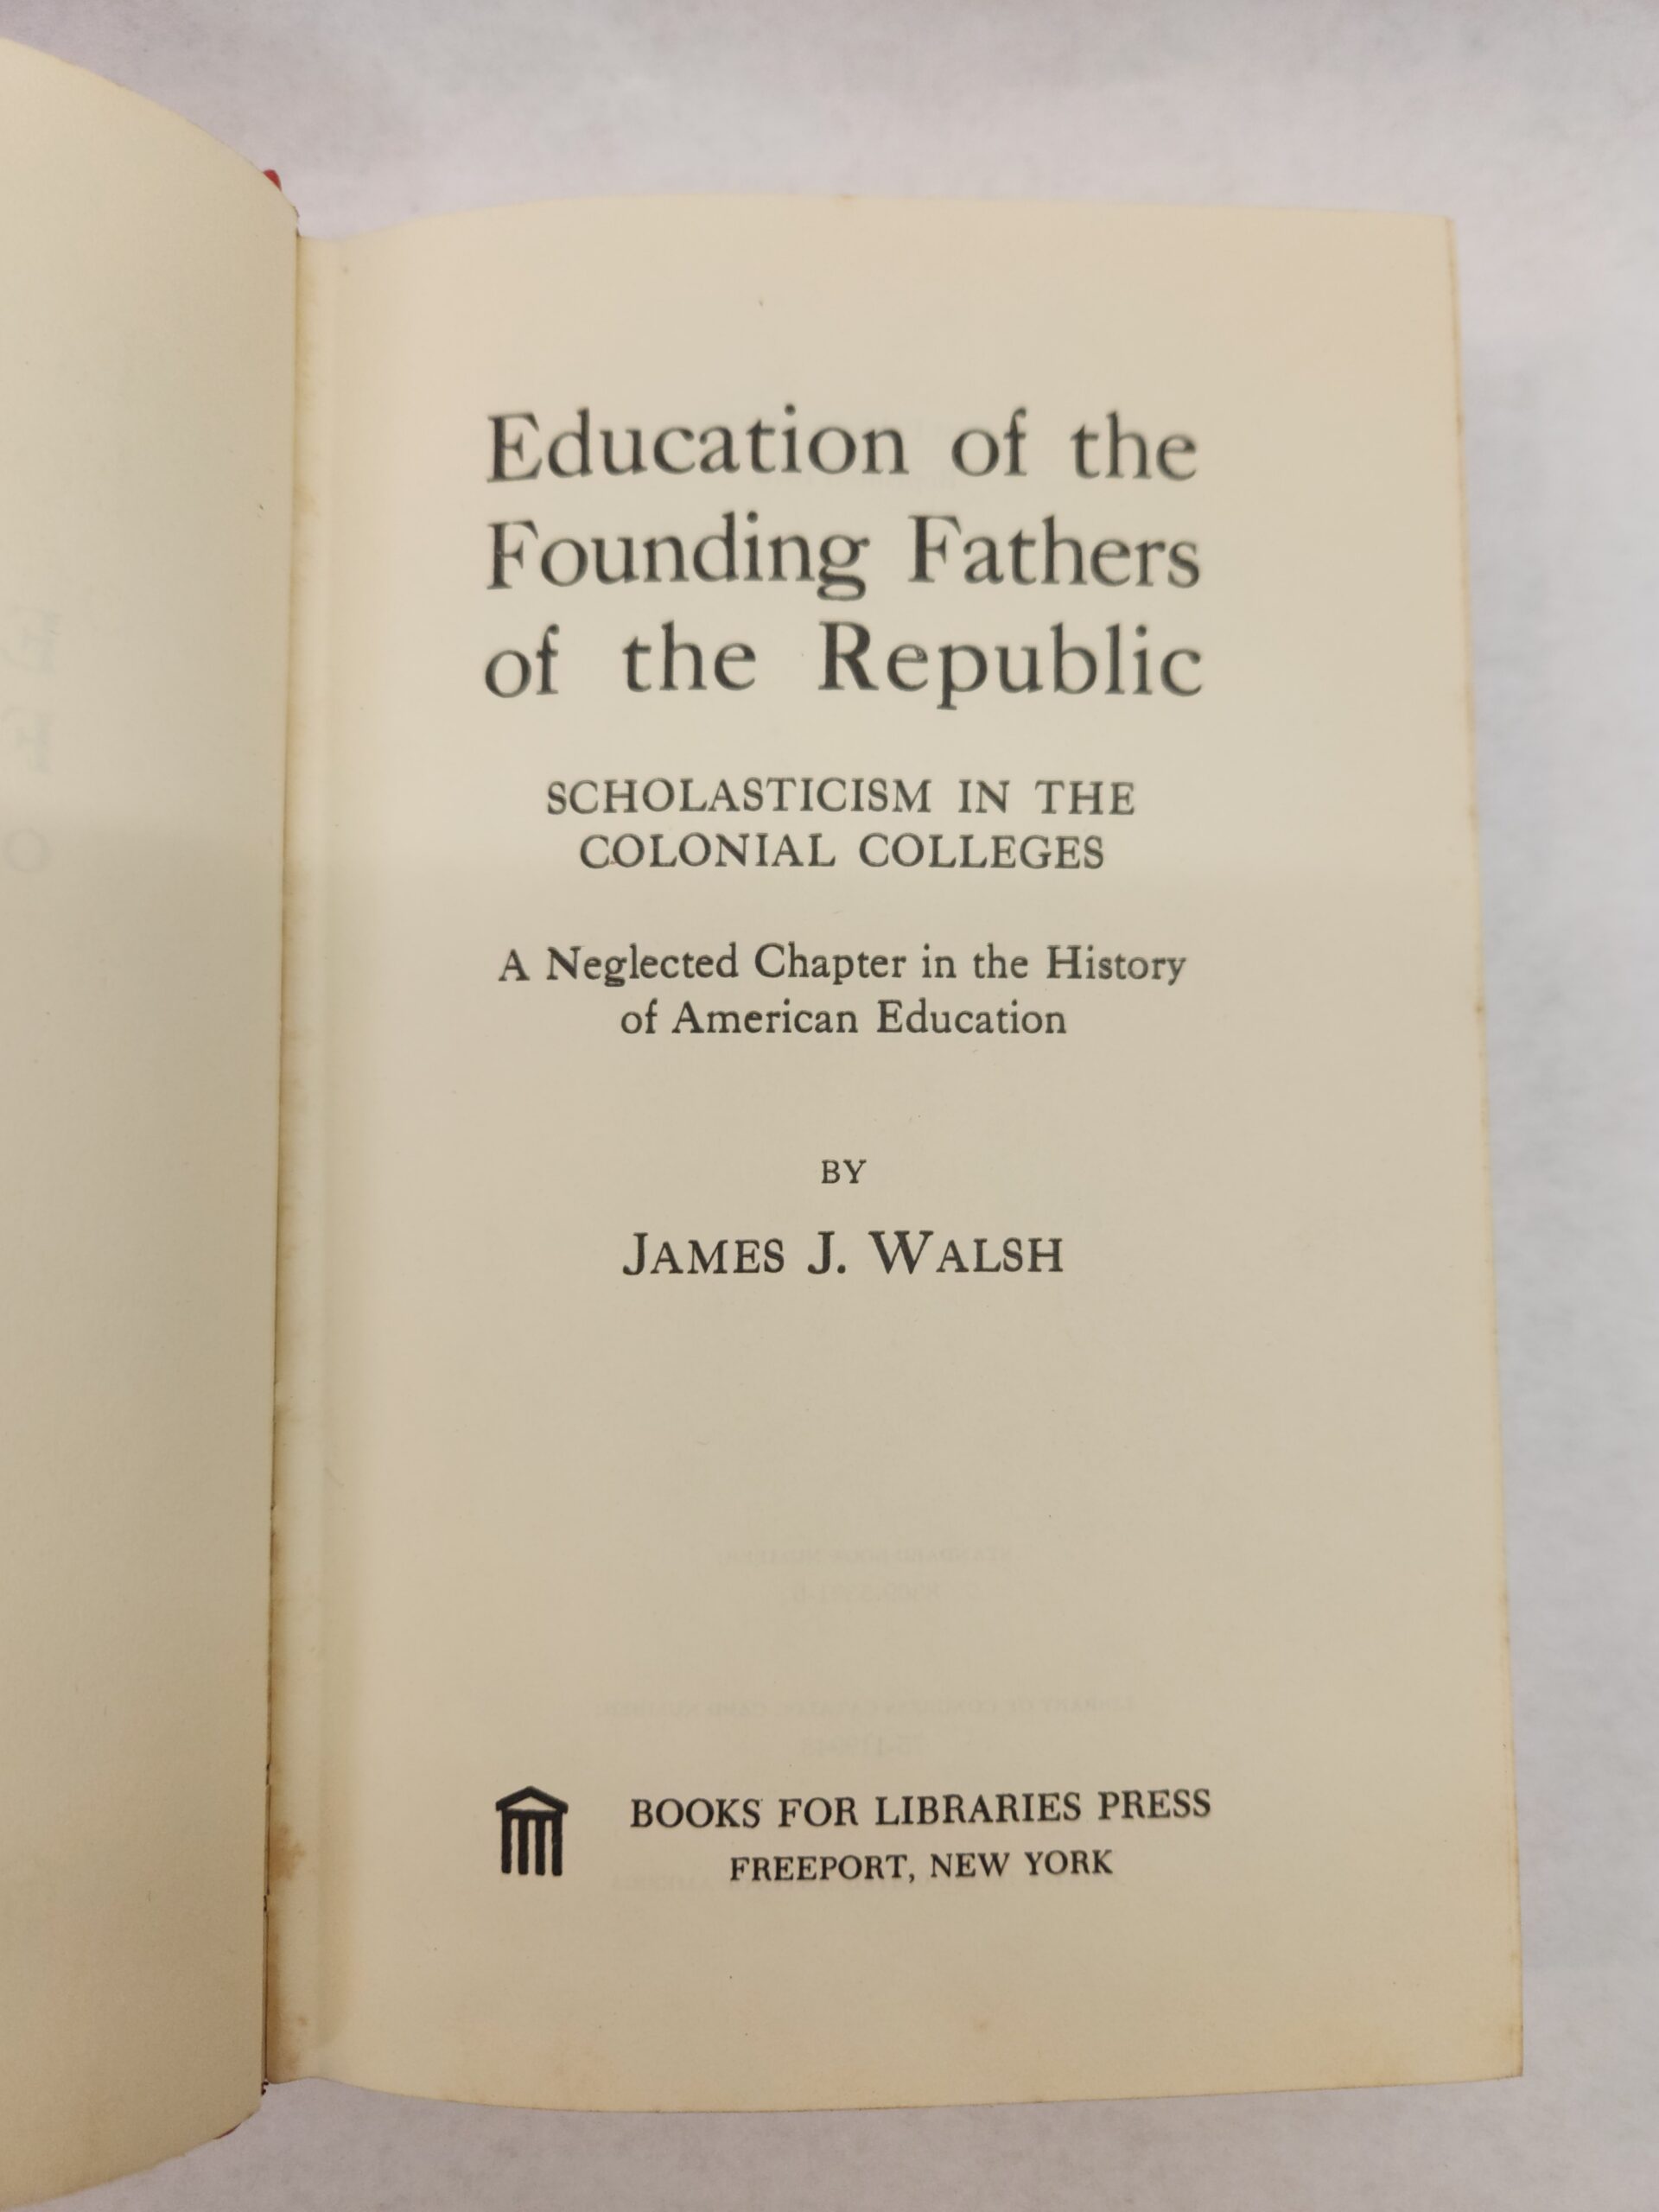 Education of the
Founding Fathers
of the Republic
SCHOLASTICISM IN THE
COLONIAL COLLEGES
A Neglected Chapter in the History
of American Education
BY
JAMES J. WALSH
BOOKS FOR LIBRARIES PRESS
FREEPORT, NEW YORK